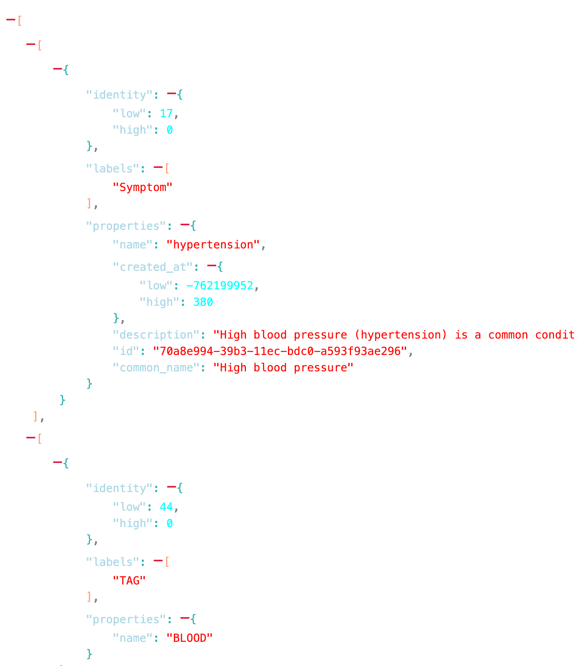 [
[
{
"identity": {
"low": 17,
"high": 0
},
"labels": [
"Symptom"
],
"properties": {
"name": "hypertension",
"created_at": {
"low": -762199952,
"high": 380
},
"description": "High blood pressure (hypertension) is a common condit
"id": "70a8e994-39b3-11ec-bdc0-a593f93ae296",
"common_name": "High blood pressure"
}
}
],
[
{
"identity": {
"low": 44,
"high": 0
},
"labels": [
"TAG"
],
"properties": {
"name": "BLOOD"
}